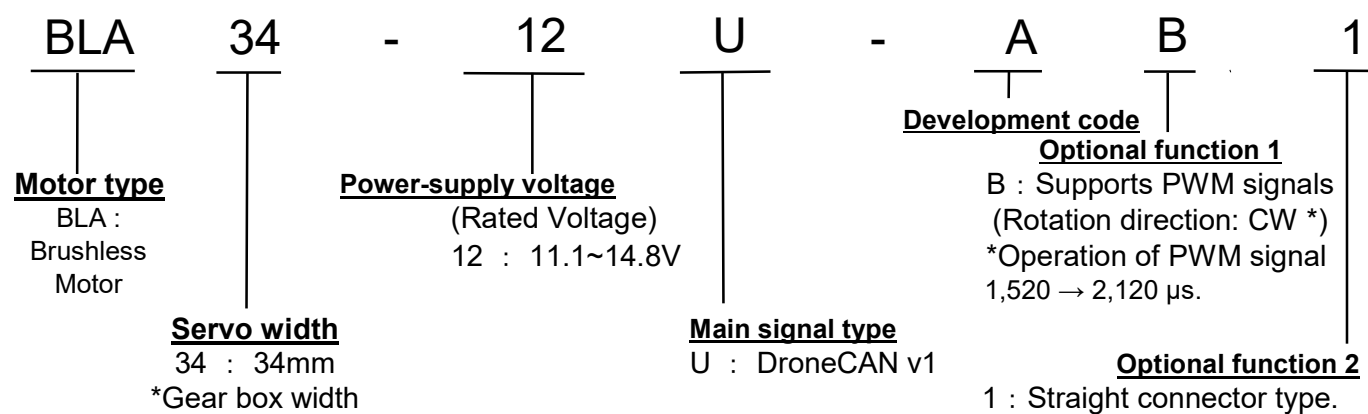 BLA 34 - 12 U - A B 1
Development code
Optional function 1
B : Supports PWM signals
(Rotation direction: CW *)
*Operation of PWM signal
1,520 → 2,120 µs.
Motor type
BLA :
Brushless
Motor
Power-supply voltage
(Rated Voltage)
12 : 11.1~14.8V
Servo width
34 : 34mm
*Gear box width
Main signal type
U : DroneCAN v1
Optional function 2
1 : Straight connector type.